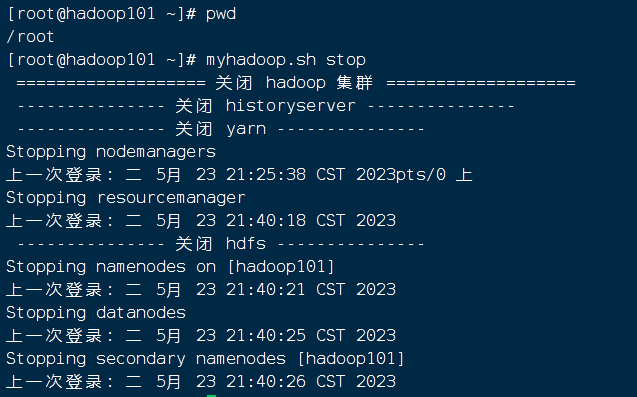 [root@hadoop101 ~]# pwd
/root
[root@hadoop101 ~]# myhadoop.sh stop
 =================== 关闭 hadoop 集群 ===================
 --------------- 关闭 historyserver ---------------
 --------------- 关闭 yarn ---------------
Stopping nodemanagers
上一次登录: 二 5月 23 21:25:38 CST 2023pts/0 上
Stopping resourcemanager
上一次登录: 二 5月 23 21:40:18 CST 2023
 --------------- 关闭 hdfs ---------------
Stopping namenodes on [hadoop101]
上一次登录: 二 5月 23 21:40:21 CST 2023
Stopping datanodes
上一次登录: 二 5月 23 21:40:25 CST 2023
Stopping secondary namenodes [hadoop101]
上一次登录: 二 5月 23 21:40:26 CST 2023